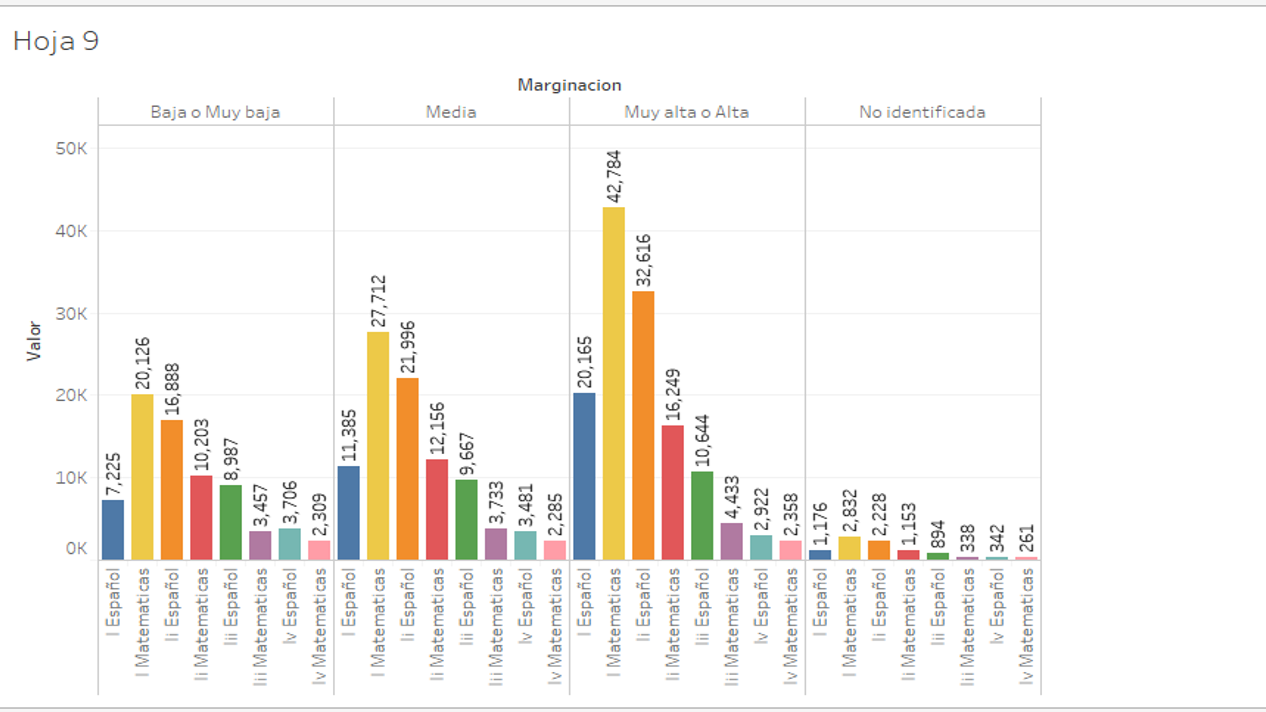 Hoja 9
Marginacion
Baja o Muy baja
Media
Muy alta o Alta
No identificada
Valor
50K
40K
30K
20K
10K
0K
7,225
20,126
16,888
10,203
8,987
3,457
3,706
2,309
11,385
27,712
21,996
12,156
9,667
3,733
3,481
2,285
20,165
42,784
32,616
16,249
10,644
4,433
2,922
2,358
1,176
2,832
2,228
1,153
894
338
342
261
I Español
I Matematicas
Ii Español
Ii Matematicas
Iii Español
Iii Matematicas
Iv Español
Iv Matematicas
I Español
I Matematicas
Ii Español
Ii Matematicas
Iii Español
Iii Matematicas
Iv Español
Iv Matematicas
I Español
I Matematicas
Ii Español
Ii Matematicas
Iii Español
Iii Matematicas
Iv Español
Iv Matematicas
I Español
I Matematicas
Ii Español
Ii Matematicas
Iii Español
Iii Matematicas
Iv Español
Iv Matematicas